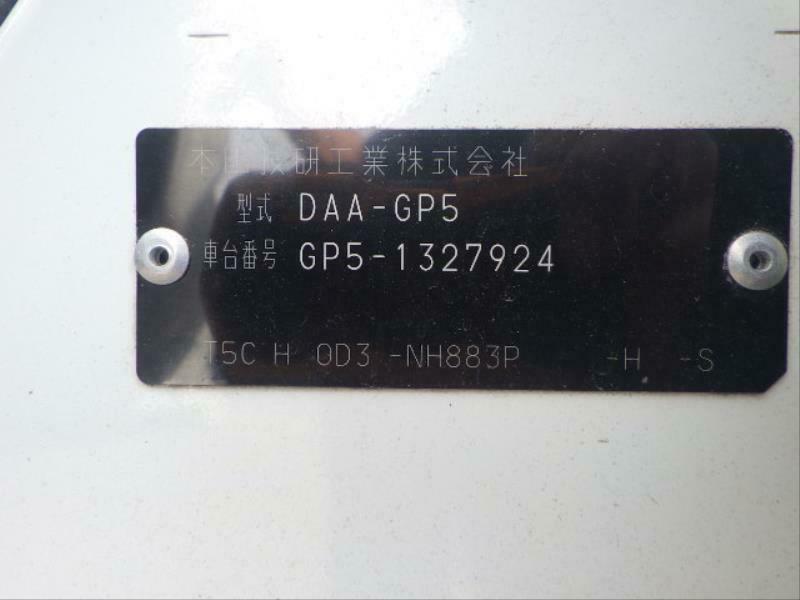 本田技研工業株式会社
型式 DAA-GP5
車台番号 GP5-1327924
T5C H 0D3 -NH883P -H -S